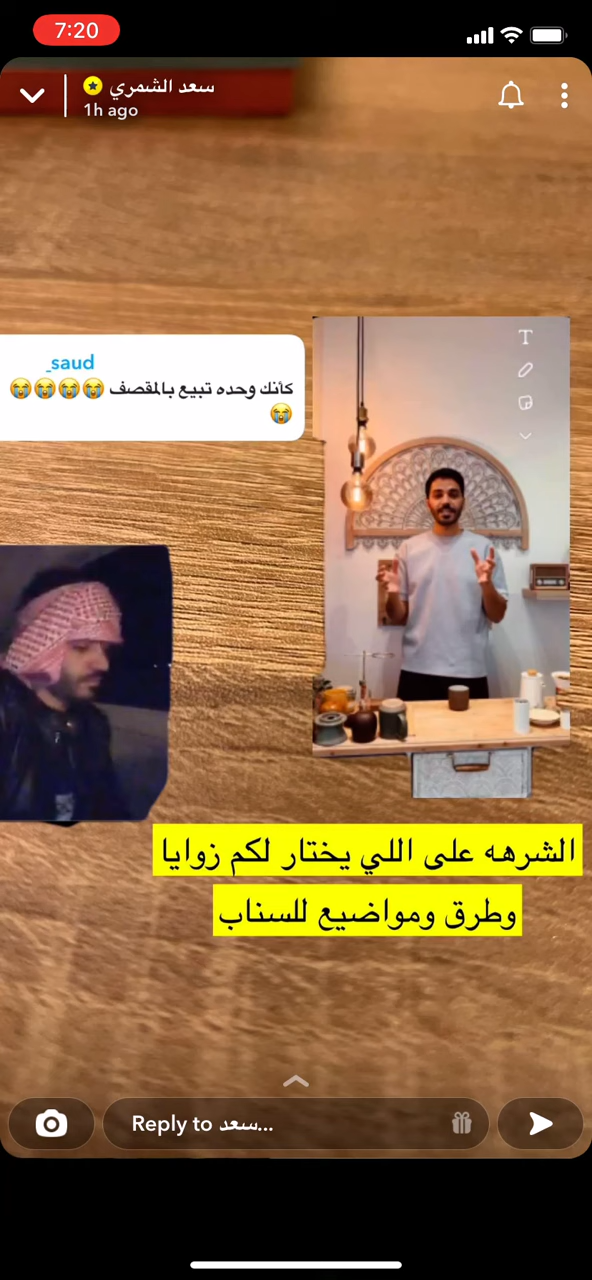 7:20
سعد الشمري
1h ago
T
_saud
كأنك وحده تبيع بالمقصف 😭😭😭😭
😭
الشرهه على اللي يختار لكم زوايا
وطرق ومواضيع للسناب
Reply to سعد...